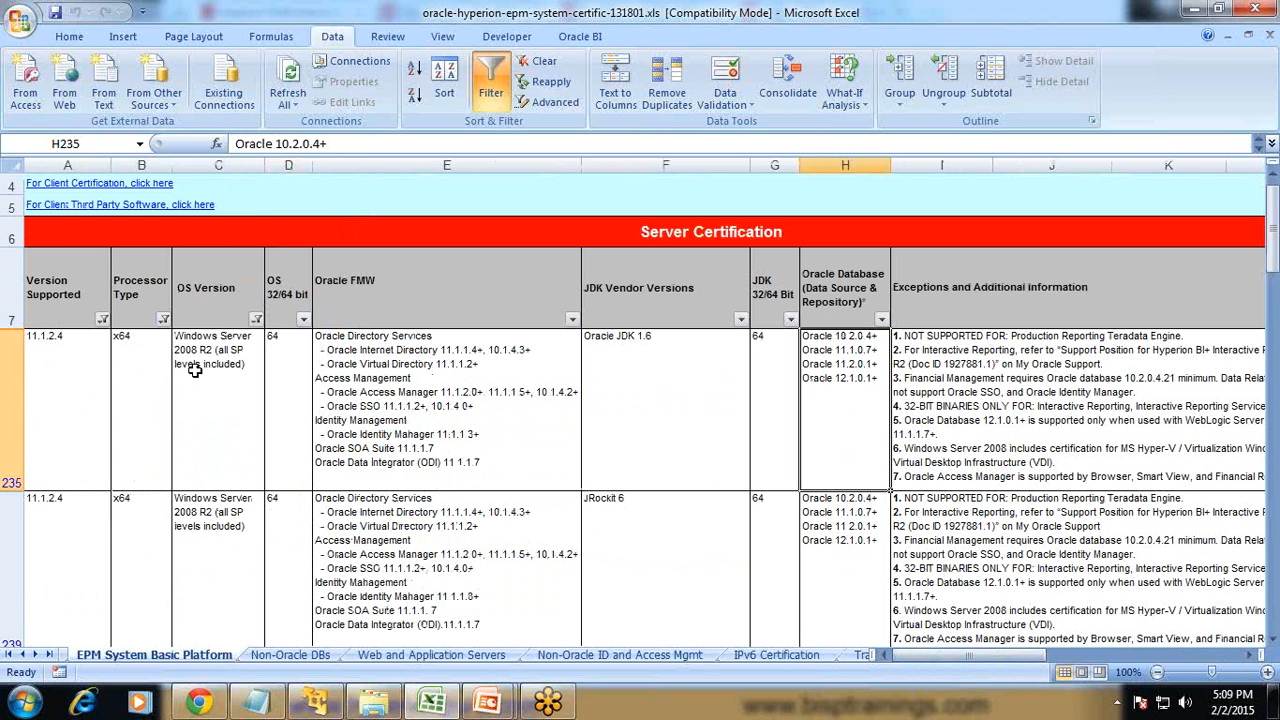 oracle-hyperion-epm-system-certific-131801.xls [Compatibility Mode] - Microsoft Excel
Home Insert Page Layout Formulas Data Review View Developer Oracle BI
From Access
From Web
From Text
From Other Sources
Existing Connections
Get External Data
Refresh All
Connections
Properties
Edit Links
Connections
Sort
Filter
Clear
Reapply
Advanced
Sort & Filter
Text to Columns
Remove Duplicates
Data Validation
Consolidate
What-If Analysis
Data Tools
Group
Ungroup
Subtotal
Show Detail
Hide Detail
Outline
H235 fx Oracle 10.2.0.4+
A B C D E F G H I J K
4 For Client Certification, click here
5 For Client Third Party Software, click here
6 Server Certification
7
Version Supported
Processor Type
OS Version
OS 32/64 bit
Oracle FMW
JDK Vendor Versions
JDK 32/64 Bit
Oracle Database (Data Source & Repository)*
Exceptions and Additional Information
235
11.1.2.4
x64
Windows Server
2008 R2 (all SP
levels included)
64
Oracle Directory Services
- Oracle Internet Directory 11.1.1.4+, 10.1.4.3+
- Oracle Virtual Directory 11.1.1.2+
Access Management
- Oracle Access Manager 11.1.2.0+, 11.1.1.5+, 10.1.4.2+
- Oracle SSO 11.1.1.2+, 10.1.4.0+
Identity Management
- Oracle Identity Manager 11.1.1.3+
Oracle SOA Suite 11.1.1.7
Oracle Data Integrator (ODI) 11.1.1.7
Oracle JDK 1.6
64
Oracle 10.2.0.4+
Oracle 11.1.0.7+
Oracle 11.2.0.1+
Oracle 12.1.0.1+
1. NOT SUPPORTED FOR: Production Reporting Teradata Engine.
2. For Interactive Reporting, refer to "Support Position for Hyperion BI+ Interactive R
R2 (Doc ID 1927881.1)" on My Oracle Support.
3. Financial Management requires Oracle database 10.2.0.4.21 minimum. Data Rela
not support Oracle SSO, and Oracle Identity Manager.
4. 32-BIT BINARIES ONLY FOR: Interactive Reporting, Interactive Reporting Service
5. Oracle Database 12.1.0.1+ is supported only when used with WebLogic Server
11.1.1.7+.
6. Windows Server 2008 includes certification for MS Hyper-V / Virtualization Wind
Virtual Desktop Infrastructure (VDI).
7. Oracle Access Manager is supported by Browser, Smart View, and Financial R
239
11.1.2.4
x64
Windows Server
2008 R2 (all SP
levels included)
64
Oracle Directory Services
- Oracle Internet Directory 11.1.1.4+, 10.1.4.3+
- Oracle Virtual Directory 11.1.1.2+
Access Management
- Oracle Access Manager 11.1.2.0+, 11.1.1.5+, 10.1.4.2+
- Oracle SSO 11.1.1.2+, 10.1.4.0+
Identity Management
- Oracle Identity Manager 11.1.1.8+
Oracle SOA Suite 11.1.1.7
Oracle Data Integrator (ODI) 11.1.1.7
JRockit 6
64
Oracle 10.2.0.4+
Oracle 11.1.0.7+
Oracle 11.2.0.1+
Oracle 12.1.0.1+
1. NOT SUPPORTED FOR: Production Reporting Teradata Engine.
2. For Interactive Reporting, refer to "Support Position for Hyperion BI+ Interactive R
R2 (Doc ID 1927881.1)" on My Oracle Support
3. Financial Management requires Oracle database 10.2.0.4.21 minimum. Data Rela
not support Oracle SSO, and Oracle Identity Manager.
4. 32-BIT BINARIES ONLY FOR: Interactive Reporting, Interactive Reporting Service
5. Oracle Database 12.1.0.1+ is supported only when used with WebLogic Server
11.1.1.7+.
6. Windows Server 2008 includes certification for MS Hyper-V / Virtualization Wind
Virtual Desktop Infrastructure (VDI).
7. Oracle Access Manager is supported by Browser, Smart View, and Financial R
EPM System Basic Platform Non-Oracle DBs Web and Application Servers Non-Oracle ID and Access Mgmt IPv6 Certification Tra
Ready 100%
www.bisptrainings.com
5:09 PM
2/2/2015